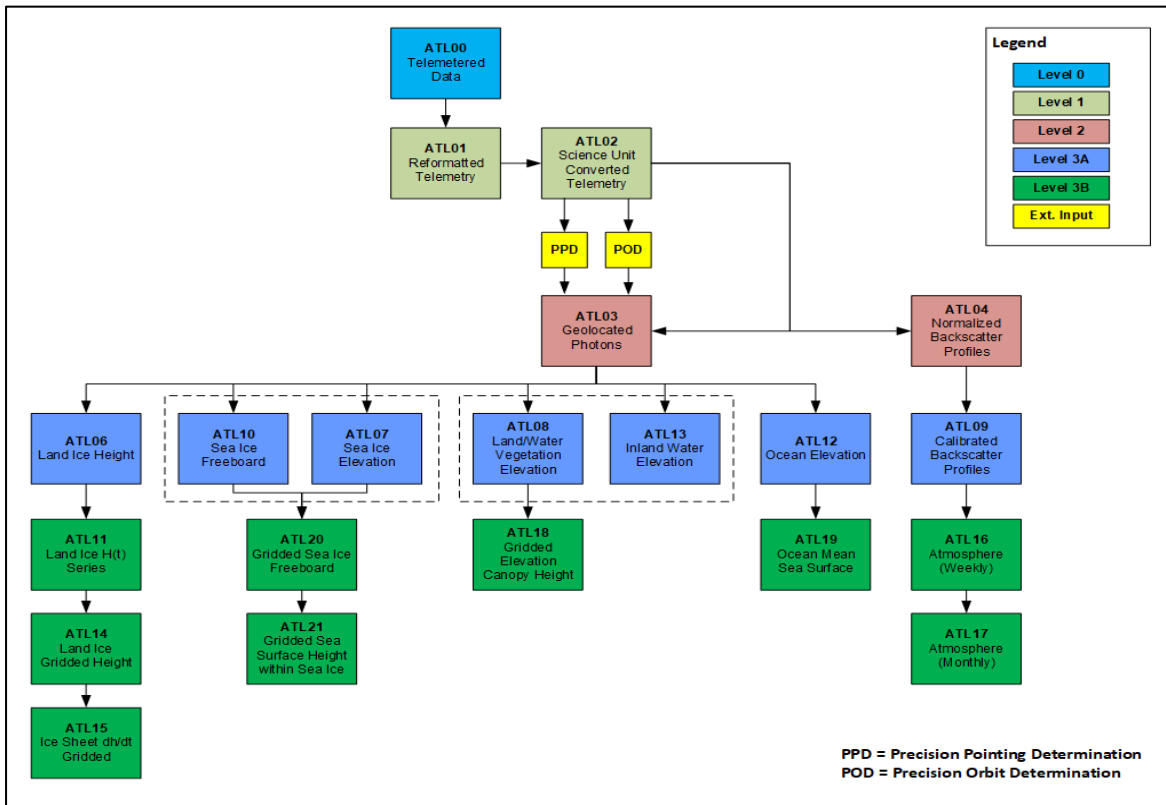 ATL00
Telemetered
Data
Legend
Level 0
Level 1
Level 2
Level 3A
Level 3B
Ext. Input
ATL01
Reformatted
Telemetry
ATL02
Science Unit
Converted
Telemetry
PPD
POD
ATL03
Geolocated
Photons
ATL04
Normalized
Backscatter
Profiles
ATL06
Land Ice Height
ATL10
Sea Ice
Freeboard
ATL07
Sea Ice
Elevation
ATL08
Land/Water
Vegetation
Elevation
ATL13
Inland Water
Elevation
ATL12
Ocean Elevation
ATL09
Calibrated
Backscatter
Profiles
ATL11
Land Ice H(t)
Series
ATL20
Gridded Sea Ice
Freeboard
ATL18
Gridded
Elevation
Canopy Height
ATL19
Ocean Mean
Sea Surface
ATL16
Atmosphere
(Weekly)
ATL14
Land Ice
Gridded Height
ATL21
Gridded Sea
Surface Height
within Sea Ice
ATL17
Atmosphere
(Monthly)
ATL15
Ice Sheet dh/dt
Gridded
PPD = Precision Pointing Determination
POD = Precision Orbit Determination